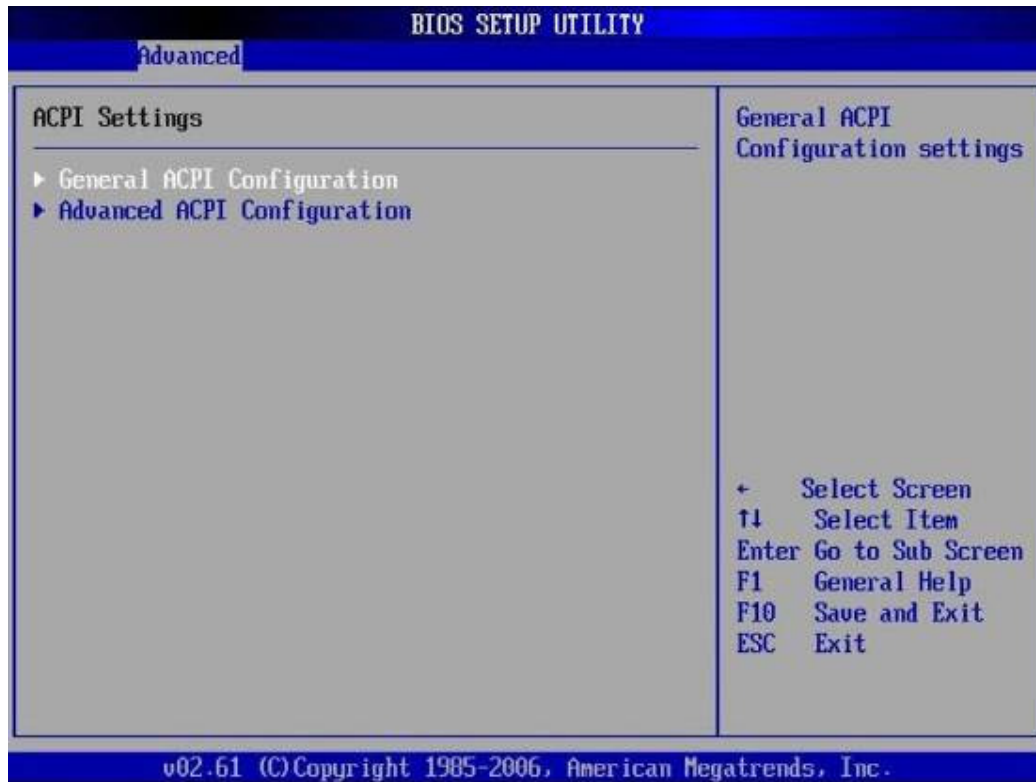 BIOS SETUP UTILITY
Advanced
ACPI Settings
▶ General ACPI Configuration
▶ Advanced ACPI Configuration
General ACPI
Configuration settings
← Select Screen
↑↓ Select Item
Enter Go to Sub Screen
F1 General Help
F10 Save and Exit
ESC Exit
v02.61 (C)Copyright 1985-2006, American Megatrends, Inc.